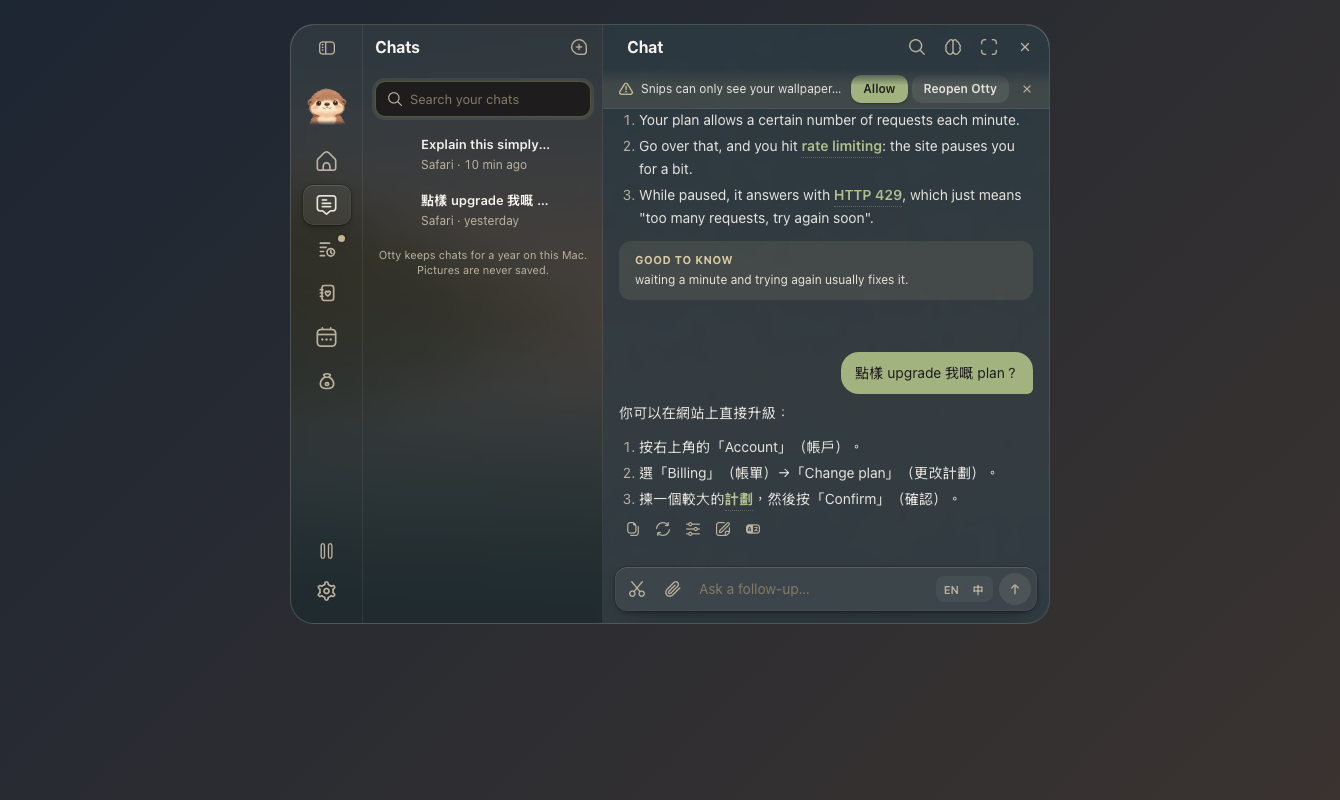 Chats
Search your chats
Explain this simply...
Safari · 10 min ago
點樣 upgrade 我嘅 ...
Safari · yesterday
Otty keeps chats for a year on this Mac.
Pictures are never saved.
Chat
Snips can only see your wallpaper...
Allow
Reopen Otty
1. Your plan allows a certain number of requests each minute.
2. Go over that, and you hit rate limiting: the site pauses you
for a bit.
3. While paused, it answers with HTTP 429, which just means
"too many requests, try again soon".
GOOD TO KNOW
waiting a minute and trying again usually fixes it.
點樣 upgrade 我嘅 plan？
你可以在網站上直接升級：
1. 按右上角的「Account」（帳戶）。
2. 選「Billing」（帳單）→「Change plan」（更改計劃）。
3. 揀一個較大的計劃，然後按「Confirm」（確認）。
Ask a follow-up...
EN 中